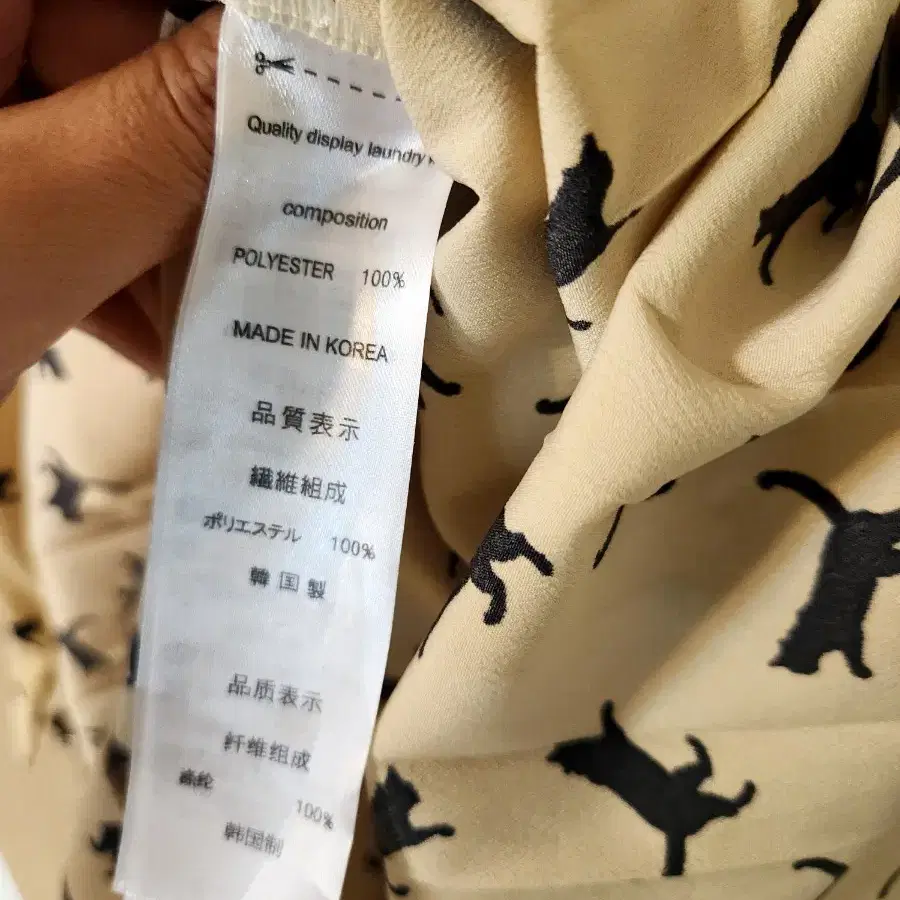 Quality display laundry
composition
POLYESTER 100%
MADE IN KOREA
品質表示
繊維組成
ポリエステル 100%
韓国製
品质表示
纤维组成
100%
韩国制